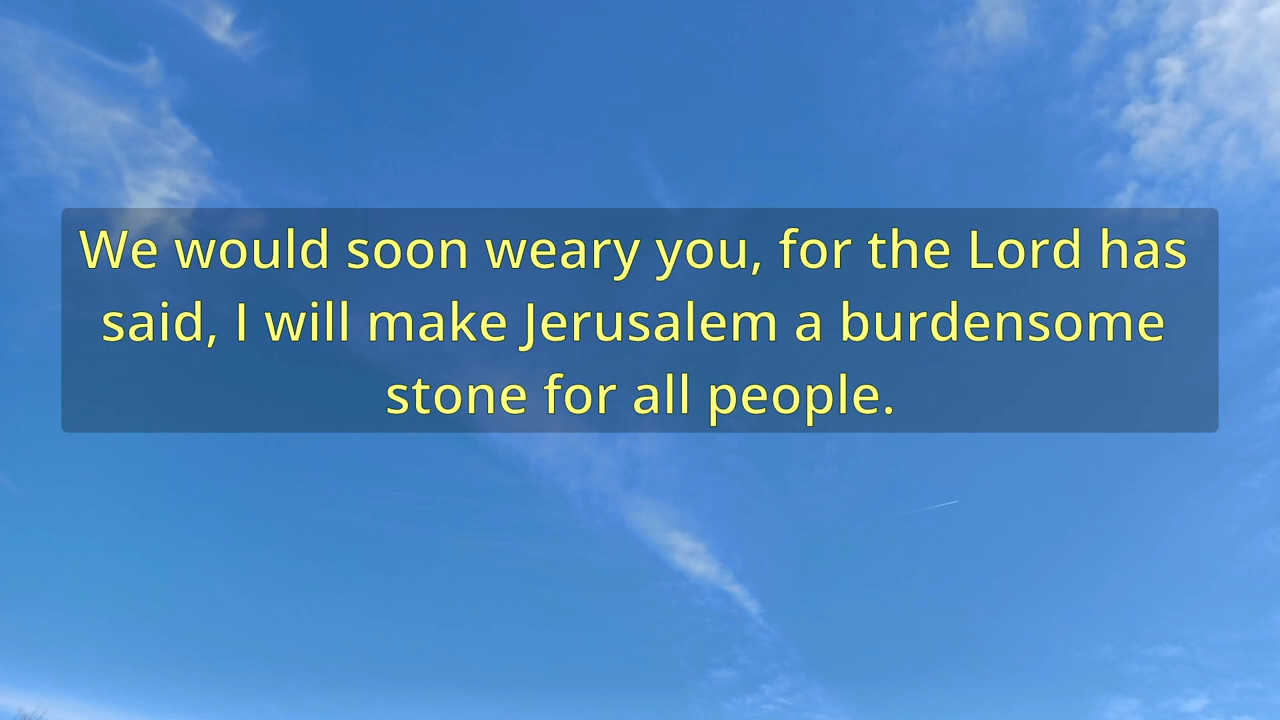 We would soon weary you, for the Lord has
said, I will make Jerusalem a burdensome
stone for all people.